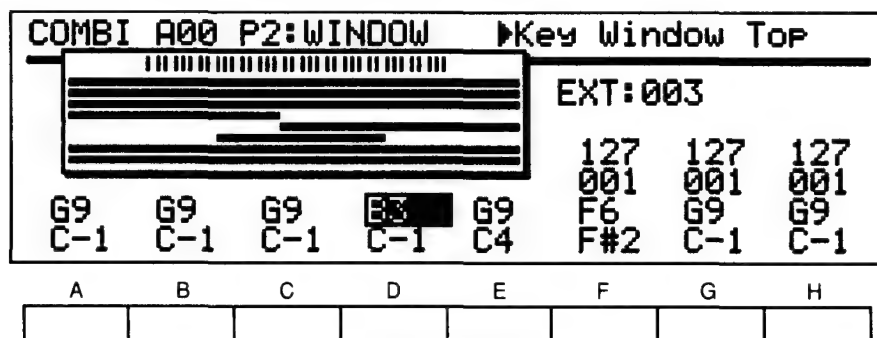 COMBI A00 P2:WINDOW ▶Key Window Top
EXT:003
127 127 127
001 001 001
G9 G9 G9 B3 G9 F6 G9 G9
C-1 C-1 C-1 C-1 C4 F#2 C-1 C-1
A B C D E F G H